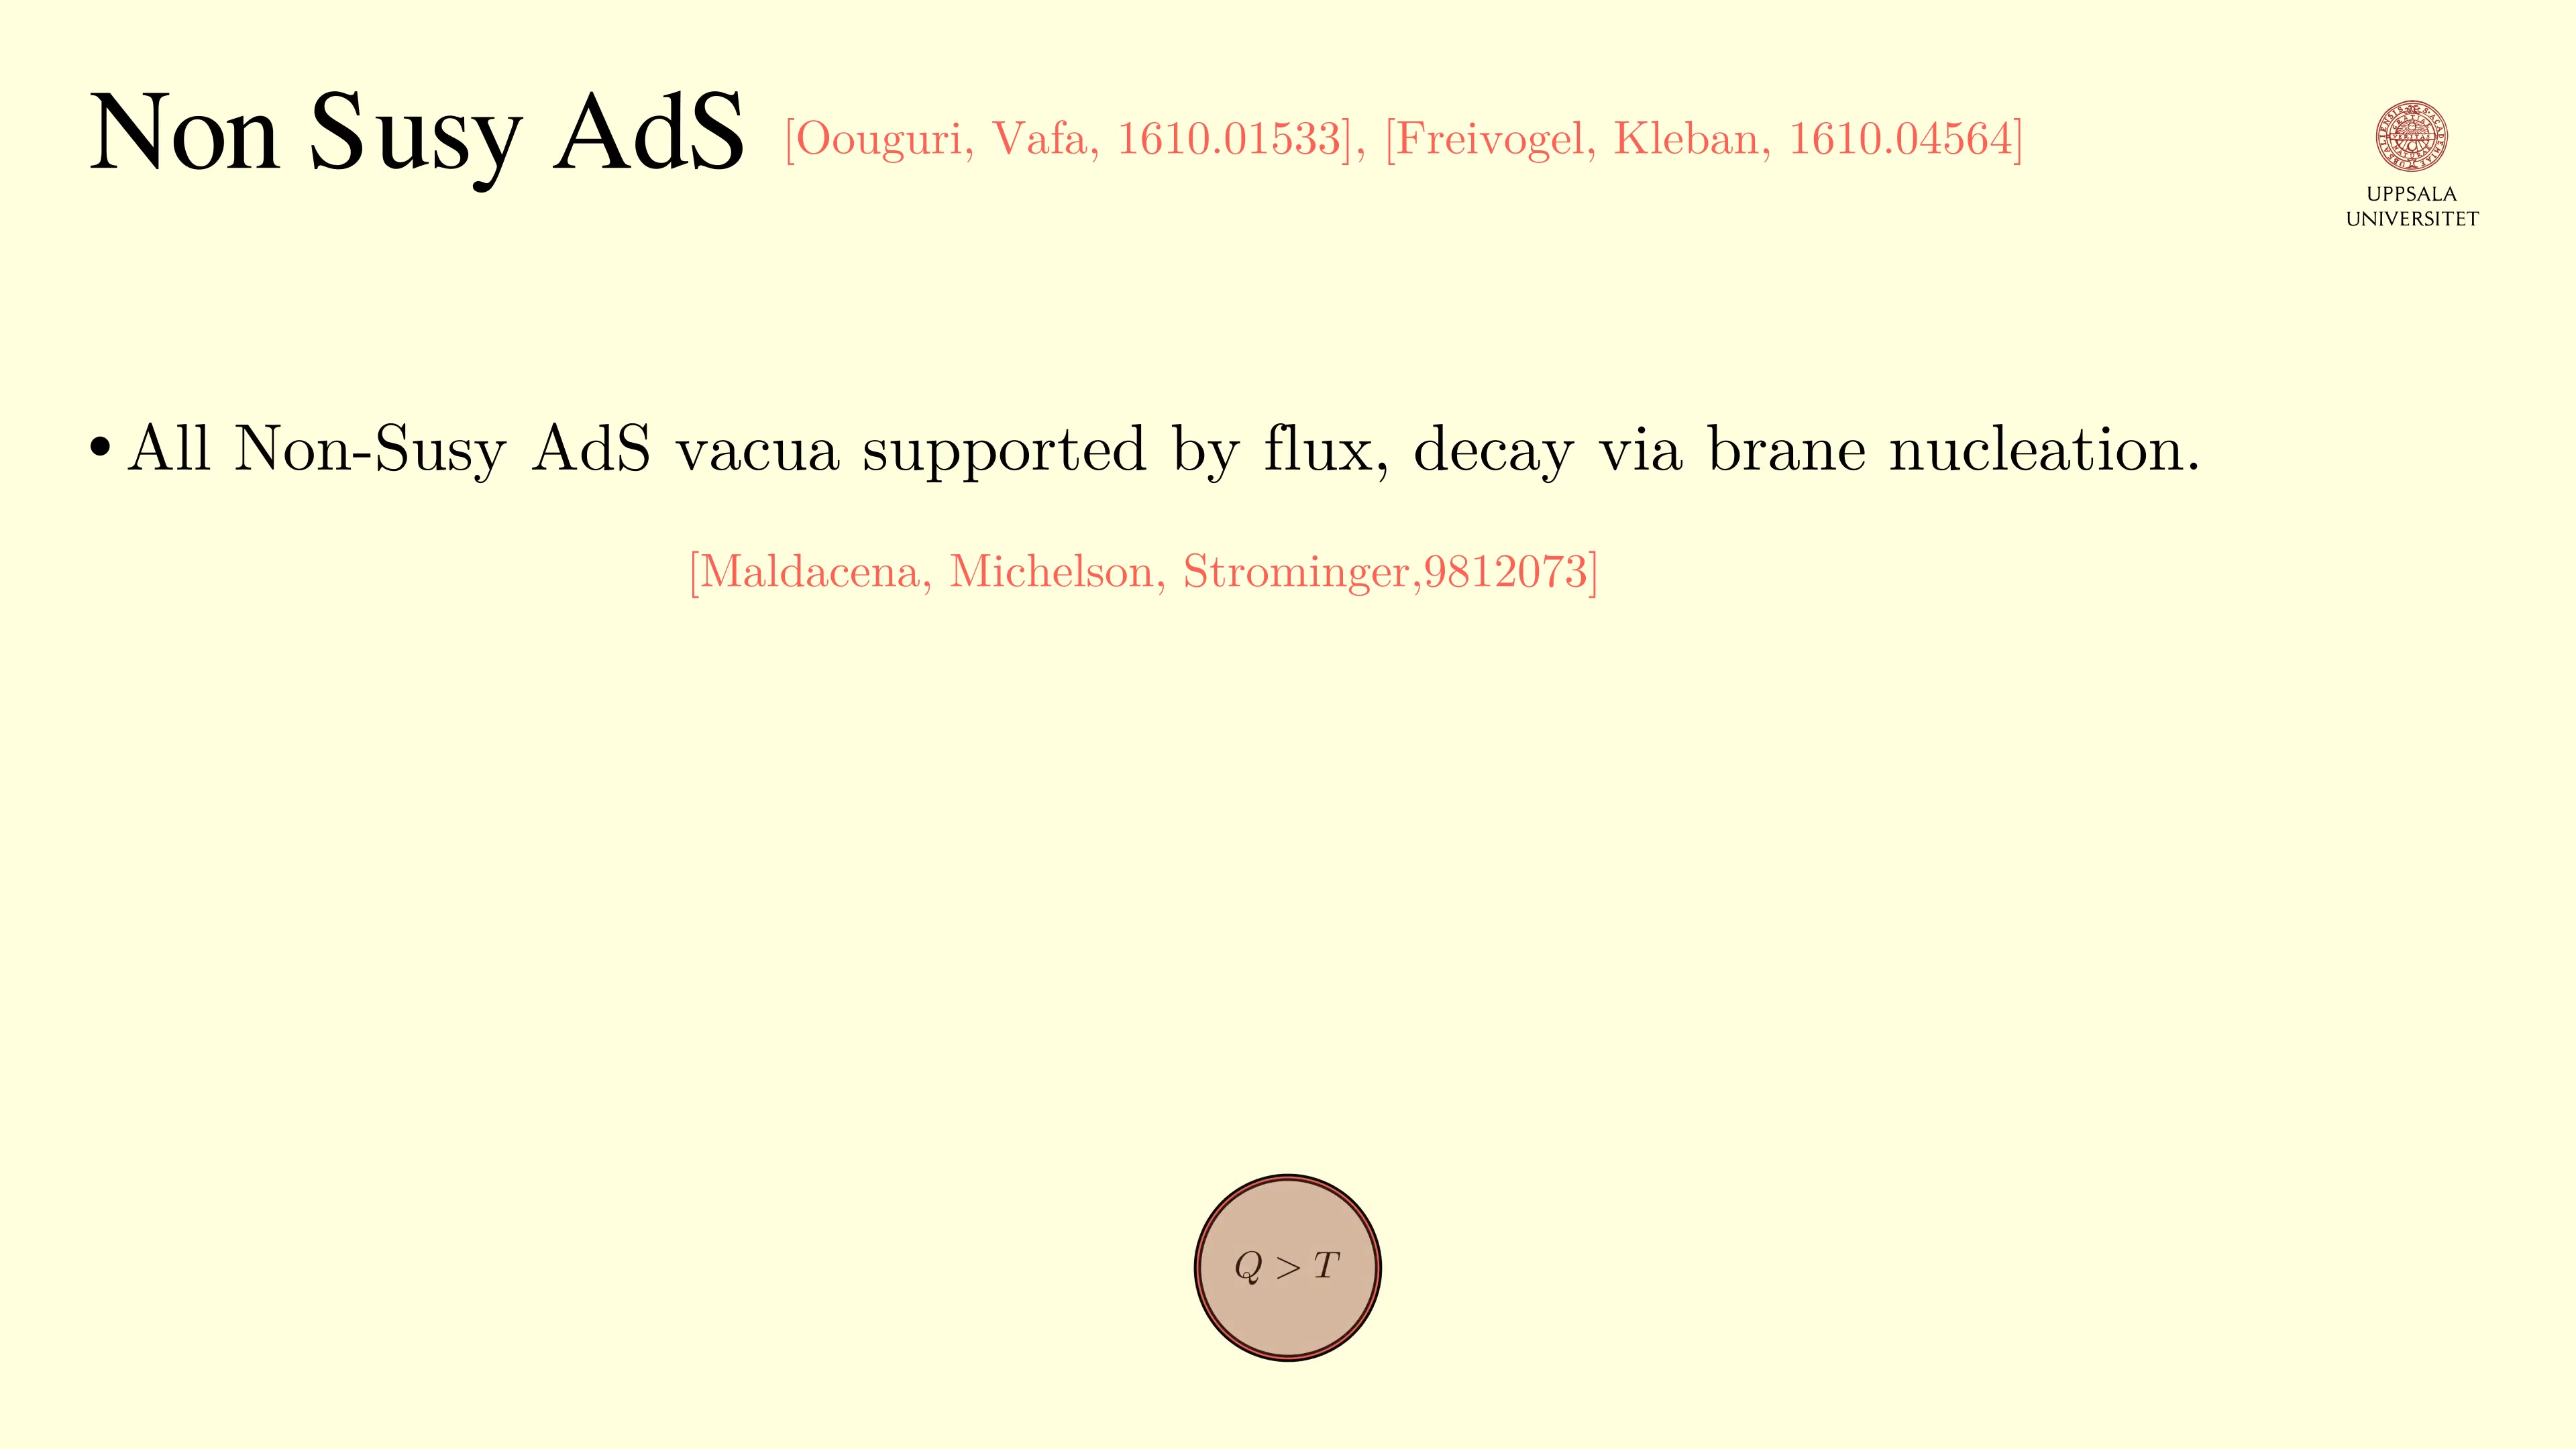 Non Susy AdS [Oouguri, Vafa, 1610.01533], [Freivogel, Kleban, 1610.04564]
UPPSALA
UNIVERSITET
• All Non-Susy AdS vacua supported by flux, decay via brane nucleation.
[Maldacena, Michelson, Strominger,9812073]
Q > T